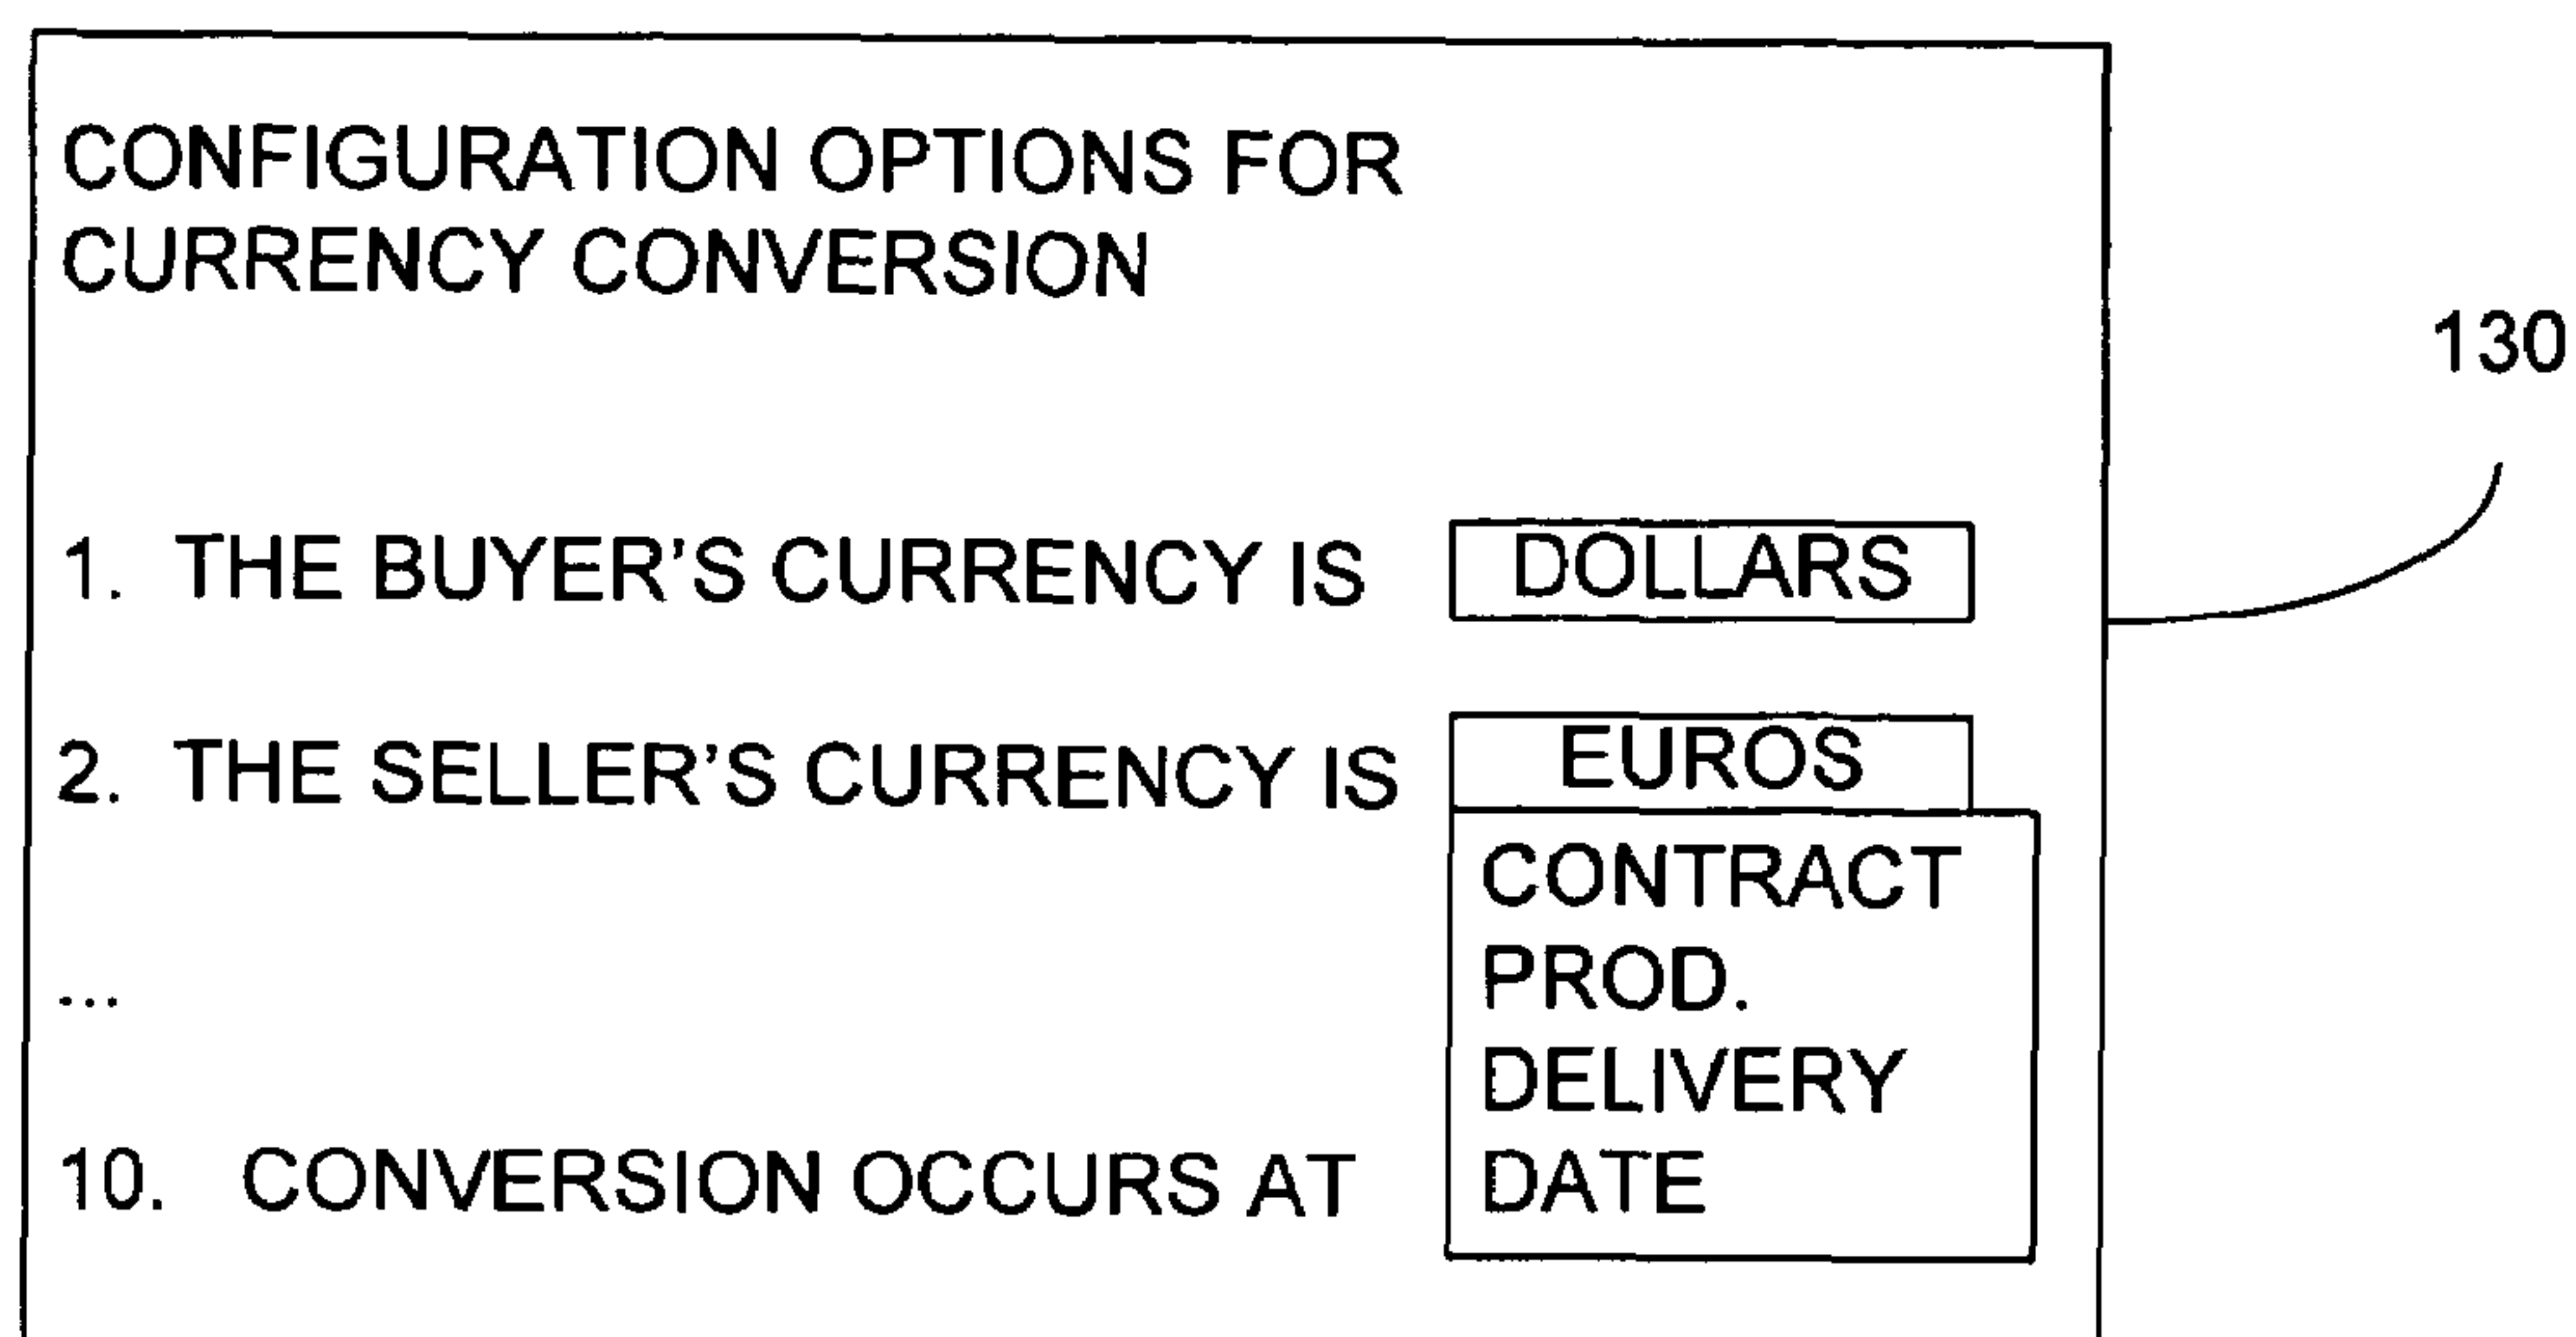 CONFIGURATION OPTIONS FOR
CURRENCY CONVERSION
130
1. THE BUYER'S CURRENCY IS DOLLARS
2. THE SELLER'S CURRENCY IS EUROS
CONTRACT
PROD.
...
DELIVERY
10. CONVERSION OCCURS AT DATE